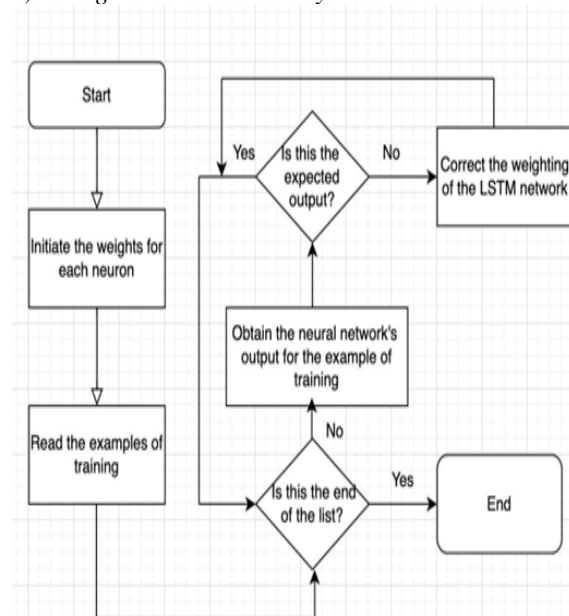 Start
Initiate the weights for
each neuron
Read the examples of
training
Is this the
expected
output?
Yes
No
Correct the weighting
of the LSTM network
Obtain the neural network's
output for the example of
training
No
Is this the end
of the list?
Yes
End